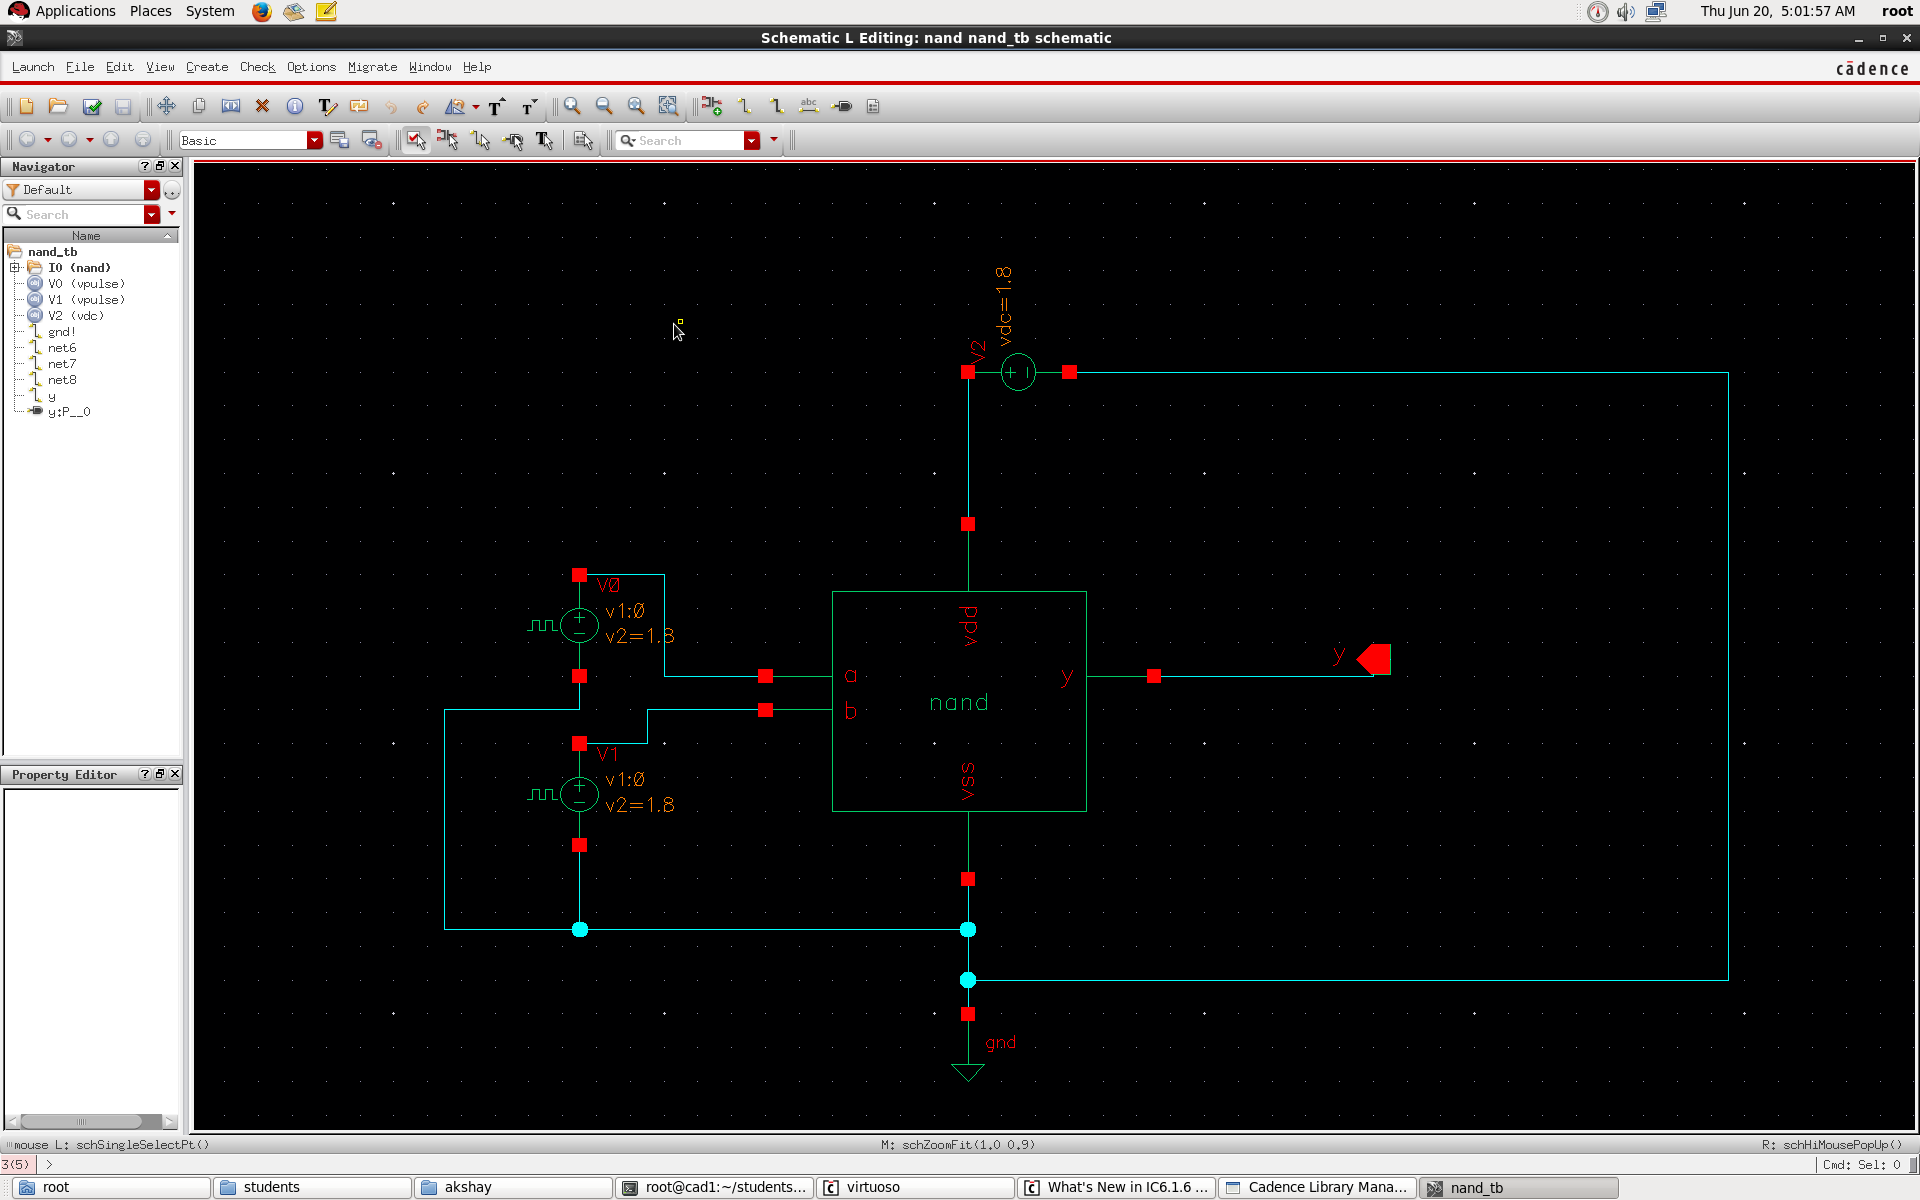 Applications Places System
Thu Jun 20, 5:01:57 AM root
Schematic L Editing: nand nand_tb schematic
Launch File Edit View Create Check Options Migrate Window Help
cādence
abc
Basic
Search
Navigator
Default
Search
Name
nand_tb
I0 (nand)
V0 (vpulse)
V1 (vpulse)
V2 (vdc)
gnd!
net6
net7
net8
y
y:P__0
Property Editor
vdc=1.8
V2
V0
v1:0
v2=1.8
V1
v1:0
v2=1.8
vdd
a
b
nand
y
vss
y
gnd
mouse L: schSingleSelectPt()
M: schZoomFit(1.0 0.9)
R: schHiMousePopUp()
3(5) >
Cmd: Sel: 0
root
students
akshay
root@cad1:~/students...
virtuoso
What's New in IC6.1.6 ...
Cadence Library Mana...
nand_tb